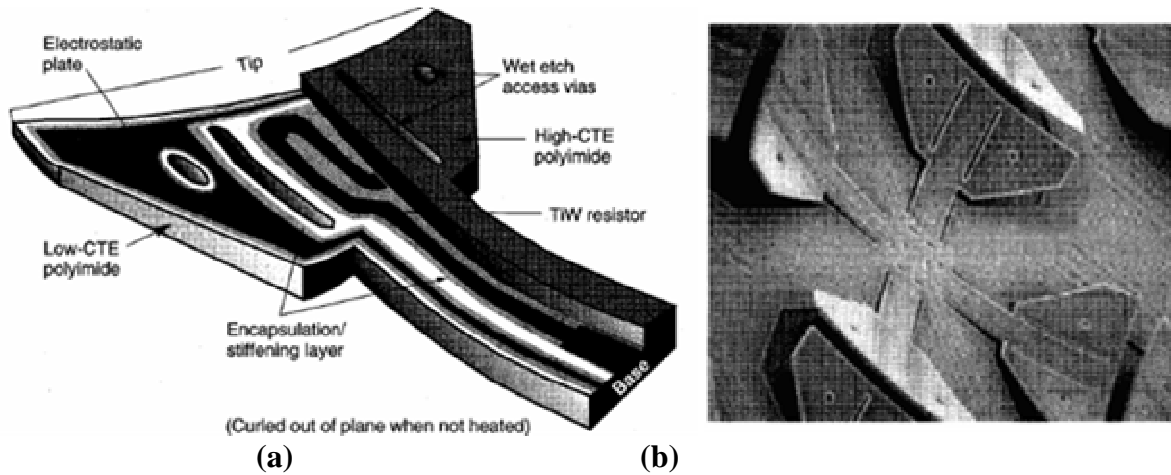 Electrostatic
plate
Tip
Wet etch
access vias
High-CTE
polyimide
TiW resistor
Low-CTE
polyimide
Encapsulation/
stiffening layer
Base
(Curled out of plane when not heated)
(a)
(b)